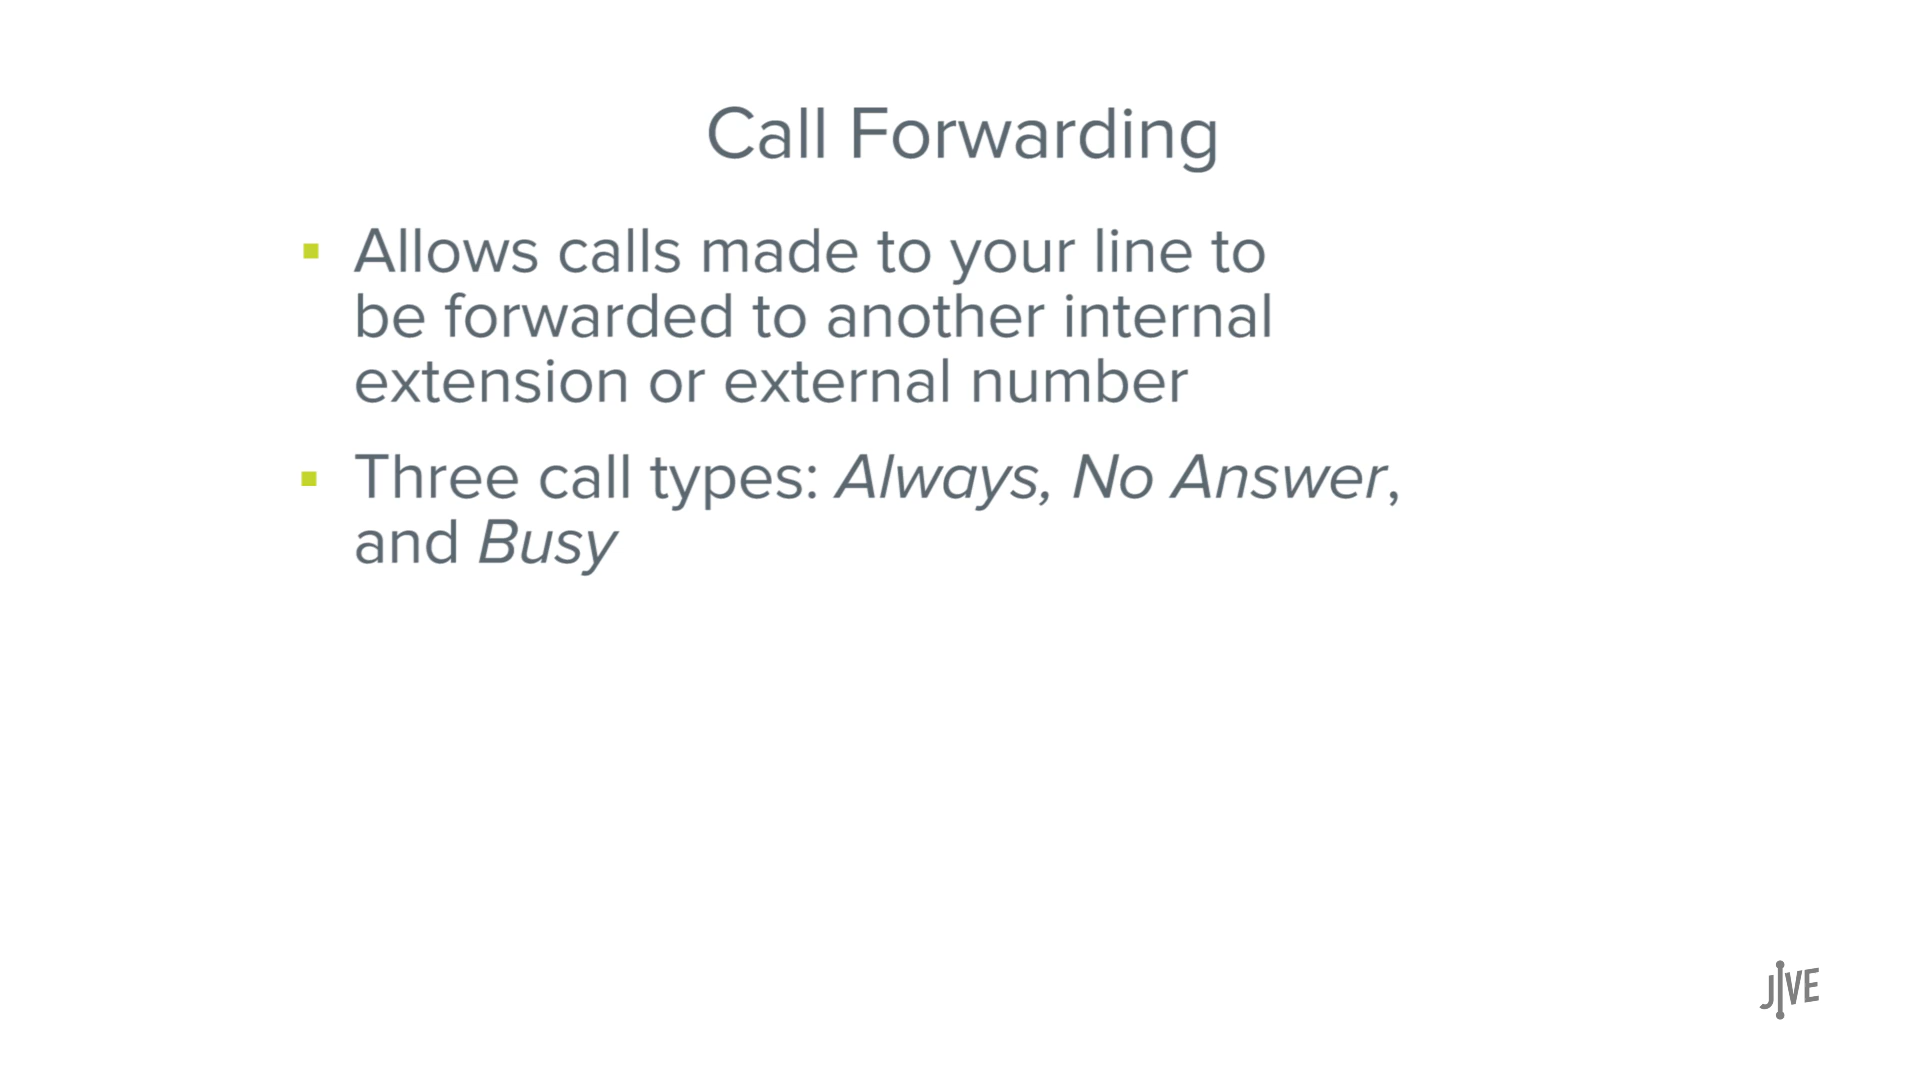 Call Forwarding
Allows calls made to your line to
be forwarded to another internal
extension or external number
Three call types: Always, No Answer,
and Busy
JIVE